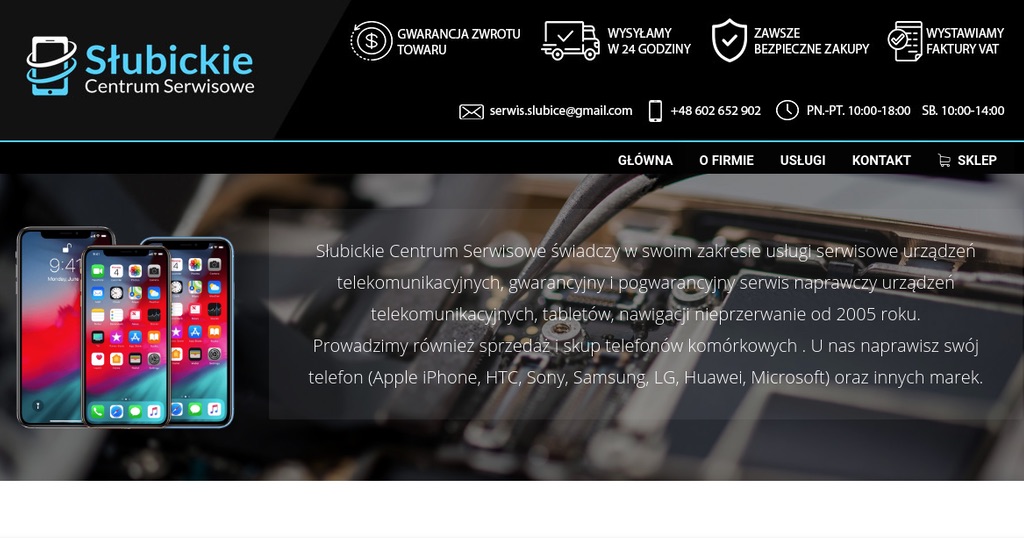 Słubickie
Centrum Serwisowe
GWARANCJA ZWROTU
TOWARU
WYSYŁAMY
W 24 GODZINY
ZAWSZE
BEZPIECZNE ZAKUPY
WYSTAWIAMY
FAKTURY VAT
serwis.slubice@gmail.com
+48 602 652 902
PN.-PT. 10:00-18:00 SB. 10:00-14:00
GŁÓWNA O FIRMIE USŁUGI KONTAKT SKLEP
9:41
Słubickie Centrum Serwisowe świadczy w swoim zakresie usługi serwisowe urządzeń
telekomunikacyjnych, gwarancyjny i pogwarancyjny serwis naprawczy urządzeń
telekomunikacyjnych, tabletów, nawigacji nieprzerwanie od 2005 roku.
Prowadzimy również sprzedaż i skup telefonów komórkowych . U nas naprawisz swój
telefon (Apple iPhone, HTC, Sony, Samsung, LG, Huawei, Microsoft) oraz innych marek.